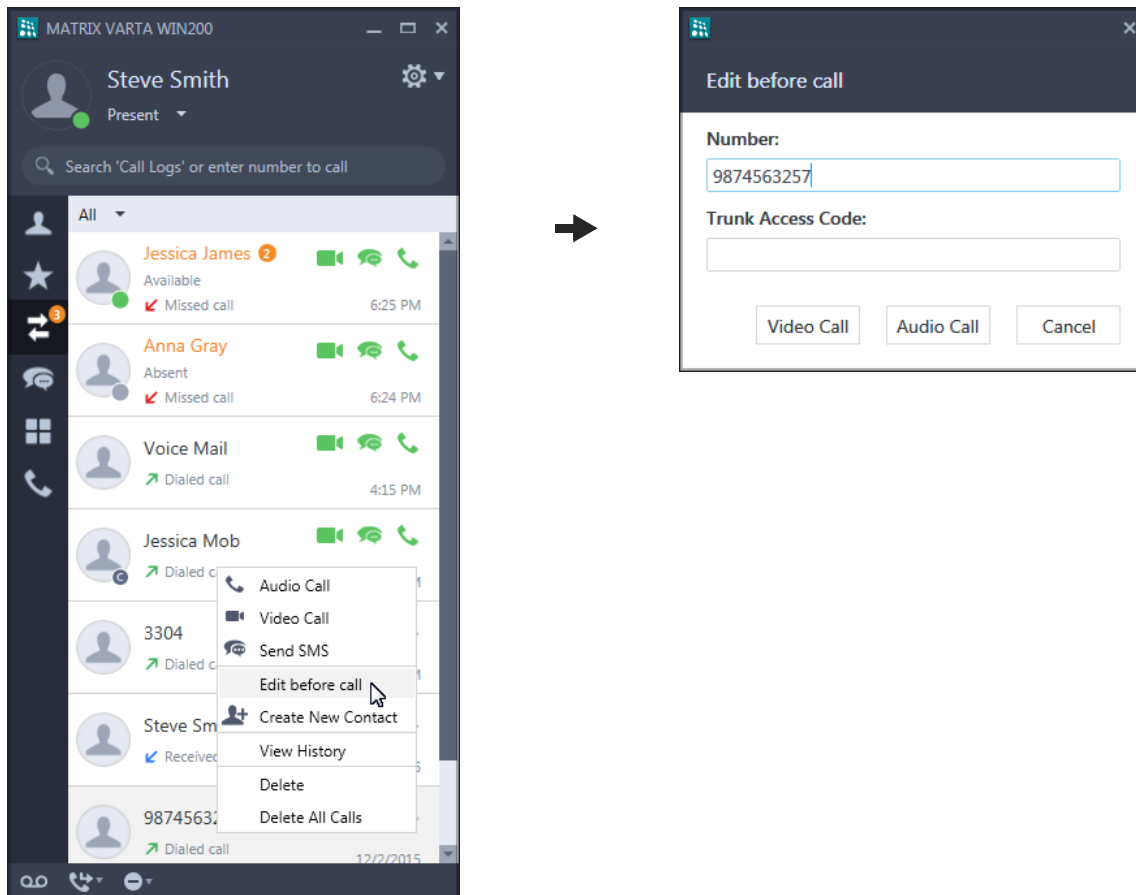 MATRIX VARTA WIN200
Steve Smith
Present
Search 'Call Logs' or enter number to call
All
Jessica James 2
Available
Missed call 6:25 PM
3
Anna Gray
Absent
Missed call 6:24 PM
Voice Mail
Dialed call
4:15 PM
Jessica Mob
Dialed c
C
3304
Dialed c
Steve Sm
Received
98745632
Dialed call
12/2/2015
Audio Call
Video Call
Send SMS
Edit before call
Create New Contact
View History
Delete
Delete All Calls
Edit before call
Number:
9874563257
Trunk Access Code:
Video Call Audio Call Cancel